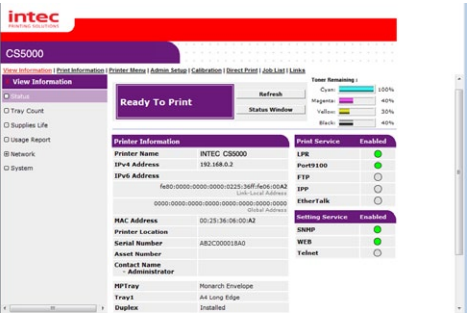 intec
PRINTING SOLUTIONS
CS5000
View Information | Print Information | Printer Menu | Admin Setup | Calibration | Direct Print | Job List | Links
View Information
Status
Tray Count
Supplies Life
Usage Report
Network
System
Ready To Print
Refresh
Status Window
Toner Remaining :
Cyan: 100%
Magenta: 40%
Yellow: 30%
Black: 40%
Printer Information
Printer Name INTEC CS5000
IPv4 Address 192.168.0.2
IPv6 Address
fe80:0000:0000:0000:0225:36ff:fe06:00A2
Link-Local Address
0000:0000:0000:0000:0000:0000:0000:0000
Global Address
MAC Address 00:25:36:06:00:A2
Printer Location
Serial Number AB2C000018A0
Asset Number
Contact Name
- Administrator
MPTray Monarch Envelope
Tray1 A4 Long Edge
Duplex Installed
Print Service Enabled
LPR
Port9100
FTP
IPP
EtherTalk
Setting Service Enabled
SNMP
WEB
Telnet